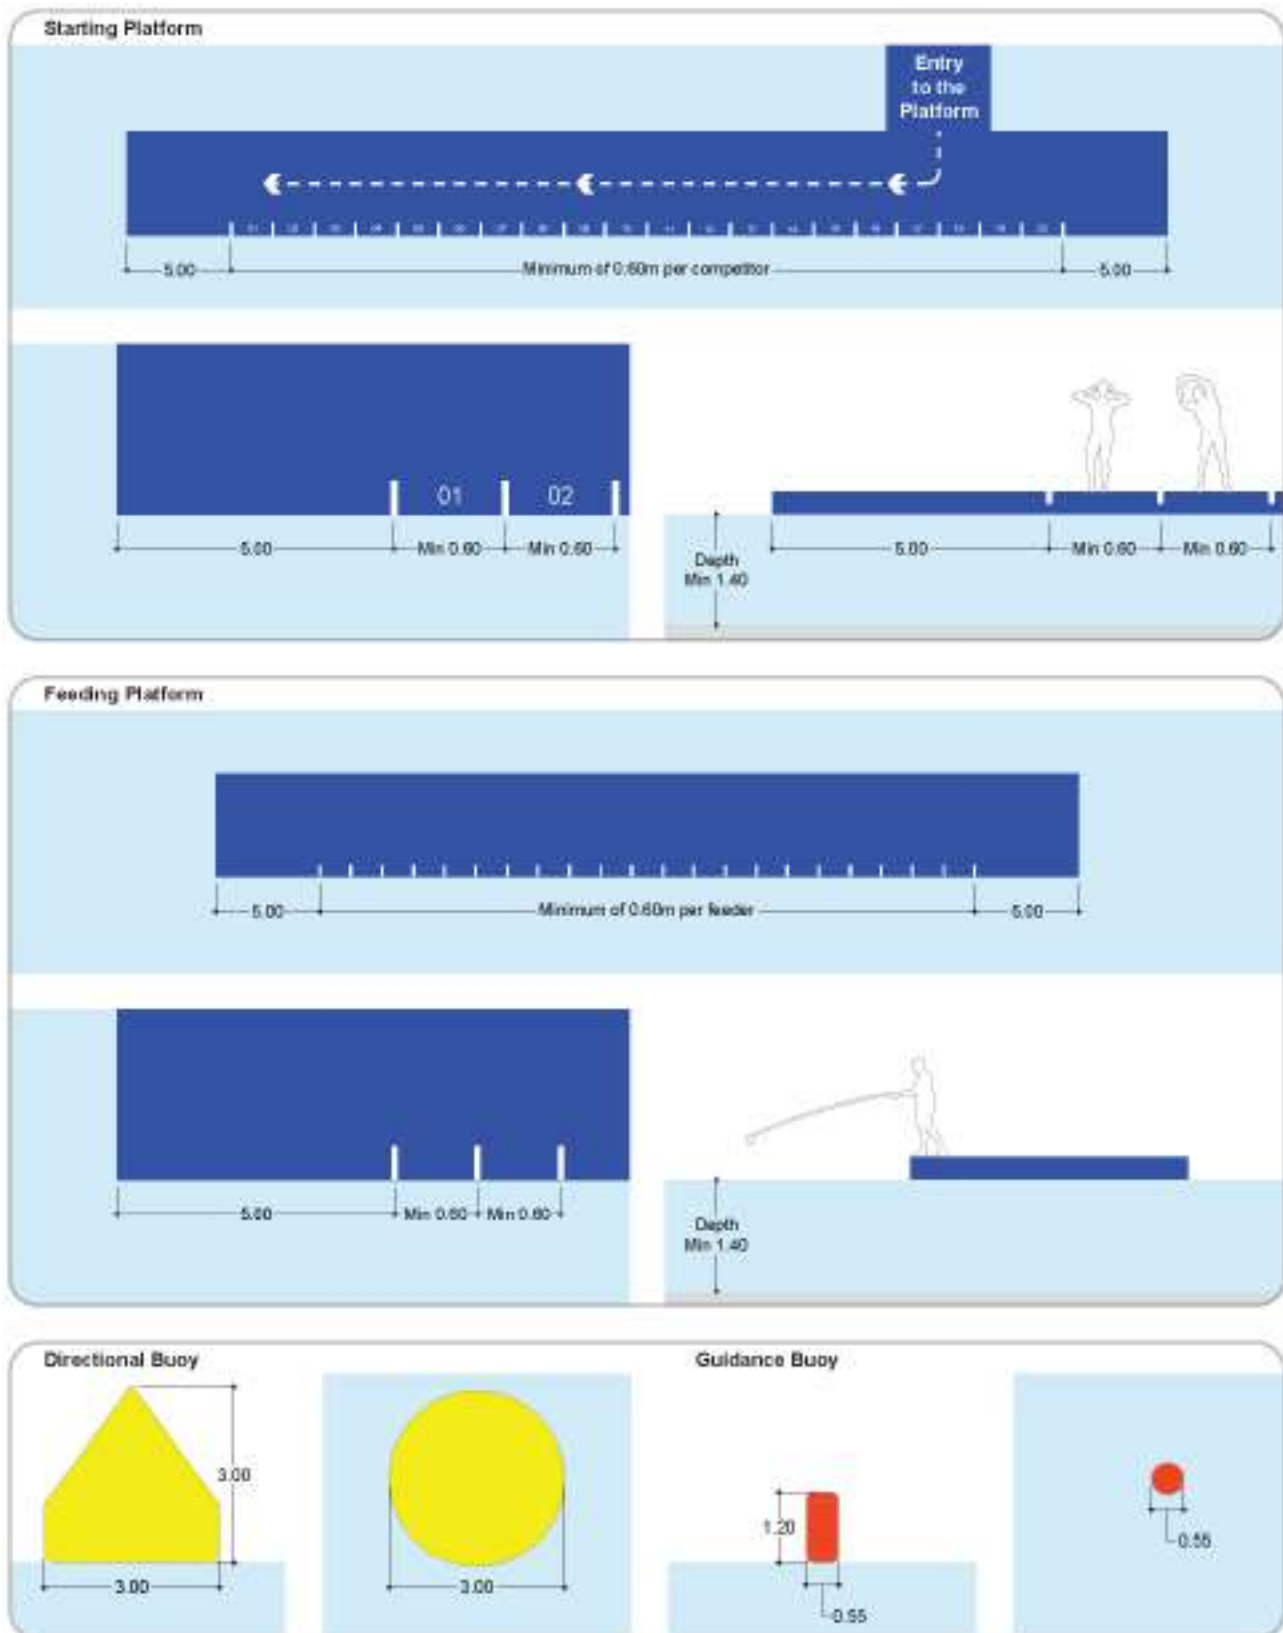 Starting Platform
Entry
to the
Platform
5.00
Minimum of 0.60m per competitor
5.00
01
02
5.00
Min 0.60
Min 0.60
Depth
Min 1.40
5.00
Min 0.60
Min 0.60
Feeding Platform
5.00
Minimum of 0.60m per feeder
5.00
5.00
Min 0.60
Min 0.60
Depth
Min 1.40
Directional Buoy
Guidance Buoy
3.00
3.00
3.00
1.20
0.55
0.55